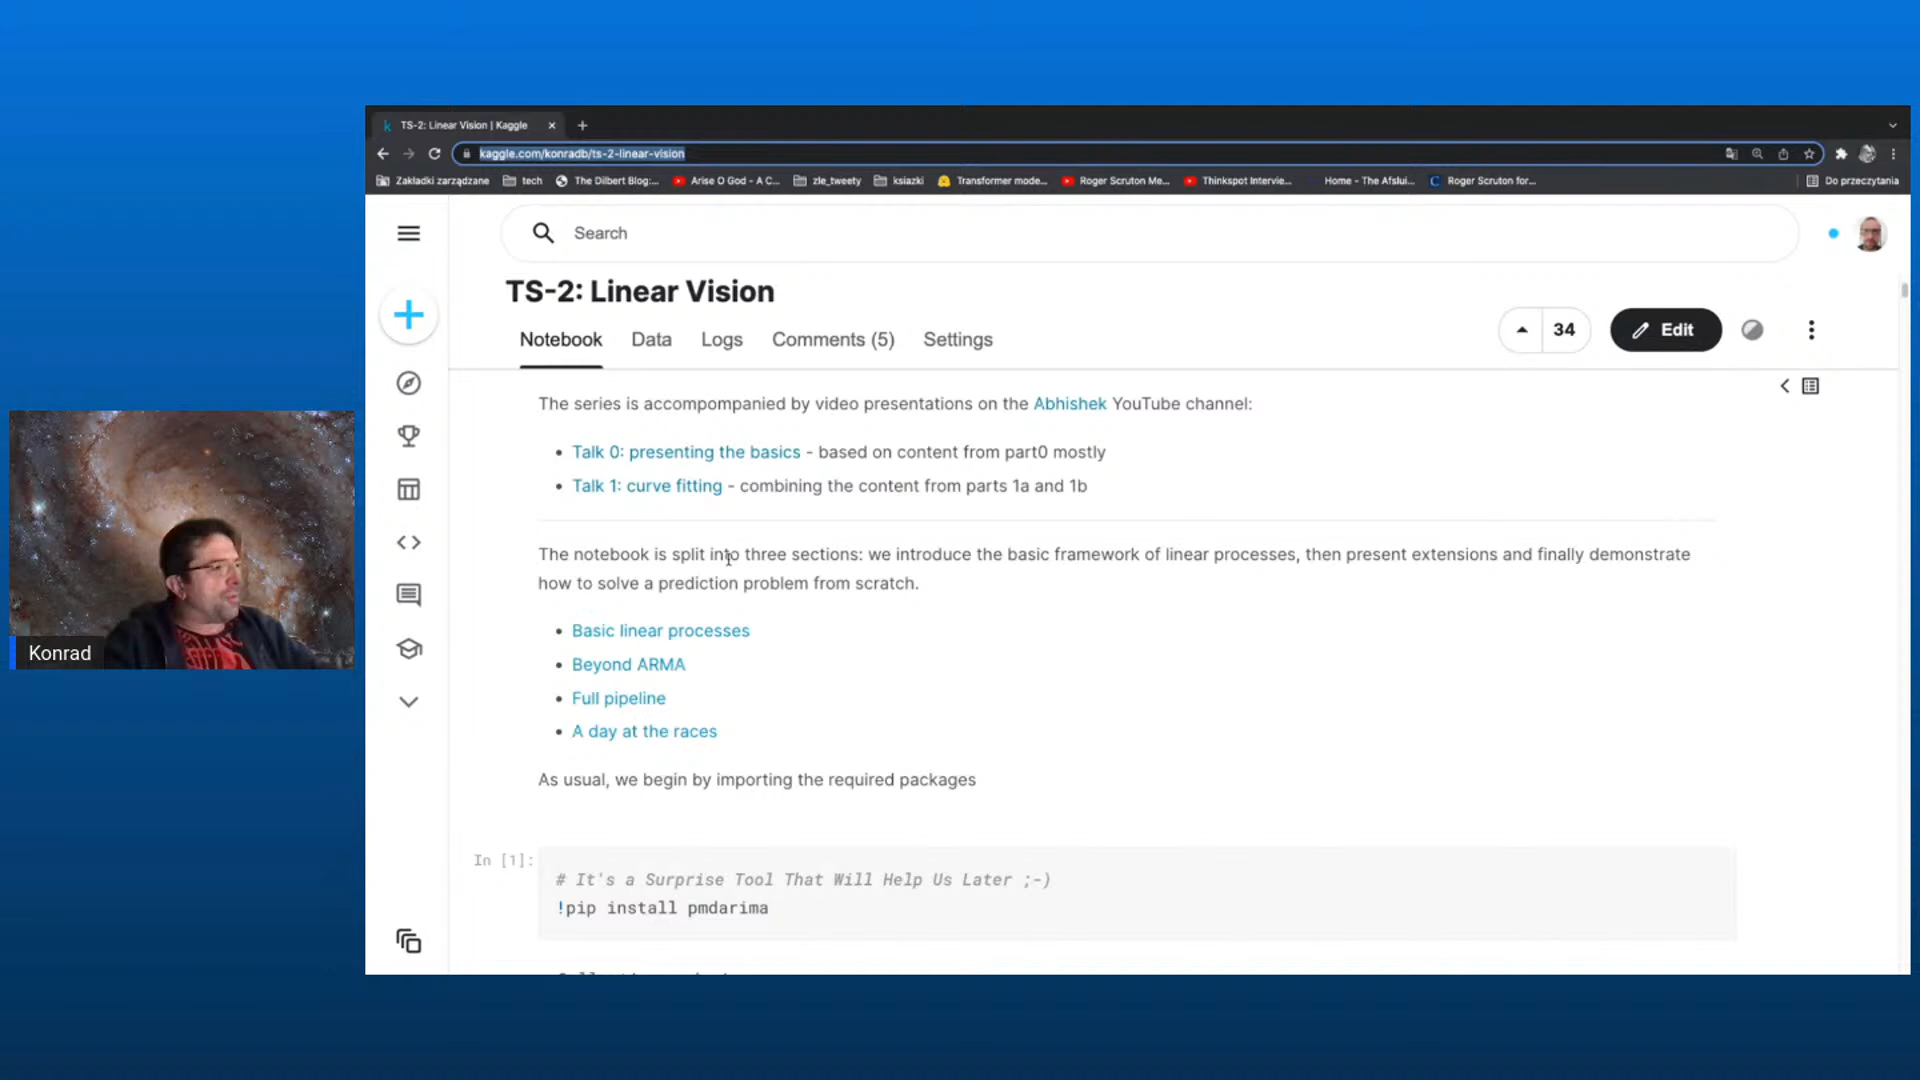 TS-2: Linear Vision | Kaggle
kaggle.com/konradb/ts-2-linear-vision
Zakładki zarządzane tech The Dilbert Blog:... Arise O God - A C... zle_tweety ksiazki Transformer mode... Roger Scruton Me... Thinkspot Intervie... Home - The Afslui... Roger Scruton for... Do przeczytania
Search
TS-2: Linear Vision
Notebook Data Logs Comments (5) Settings
34 Edit
The series is accompompanied by video presentations on the Abhishek YouTube channel:
• Talk 0: presenting the basics - based on content from part0 mostly
• Talk 1: curve fitting - combining the content from parts 1a and 1b
The notebook is split into three sections: we introduce the basic framework of linear processes, then present extensions and finally demonstrate
how to solve a prediction problem from scratch.
• Basic linear processes
• Beyond ARMA
• Full pipeline
• A day at the races
As usual, we begin by importing the required packages
In [1]:
# It's a Surprise Tool That Will Help Us Later ;-)
!pip install pmdarima
Konrad